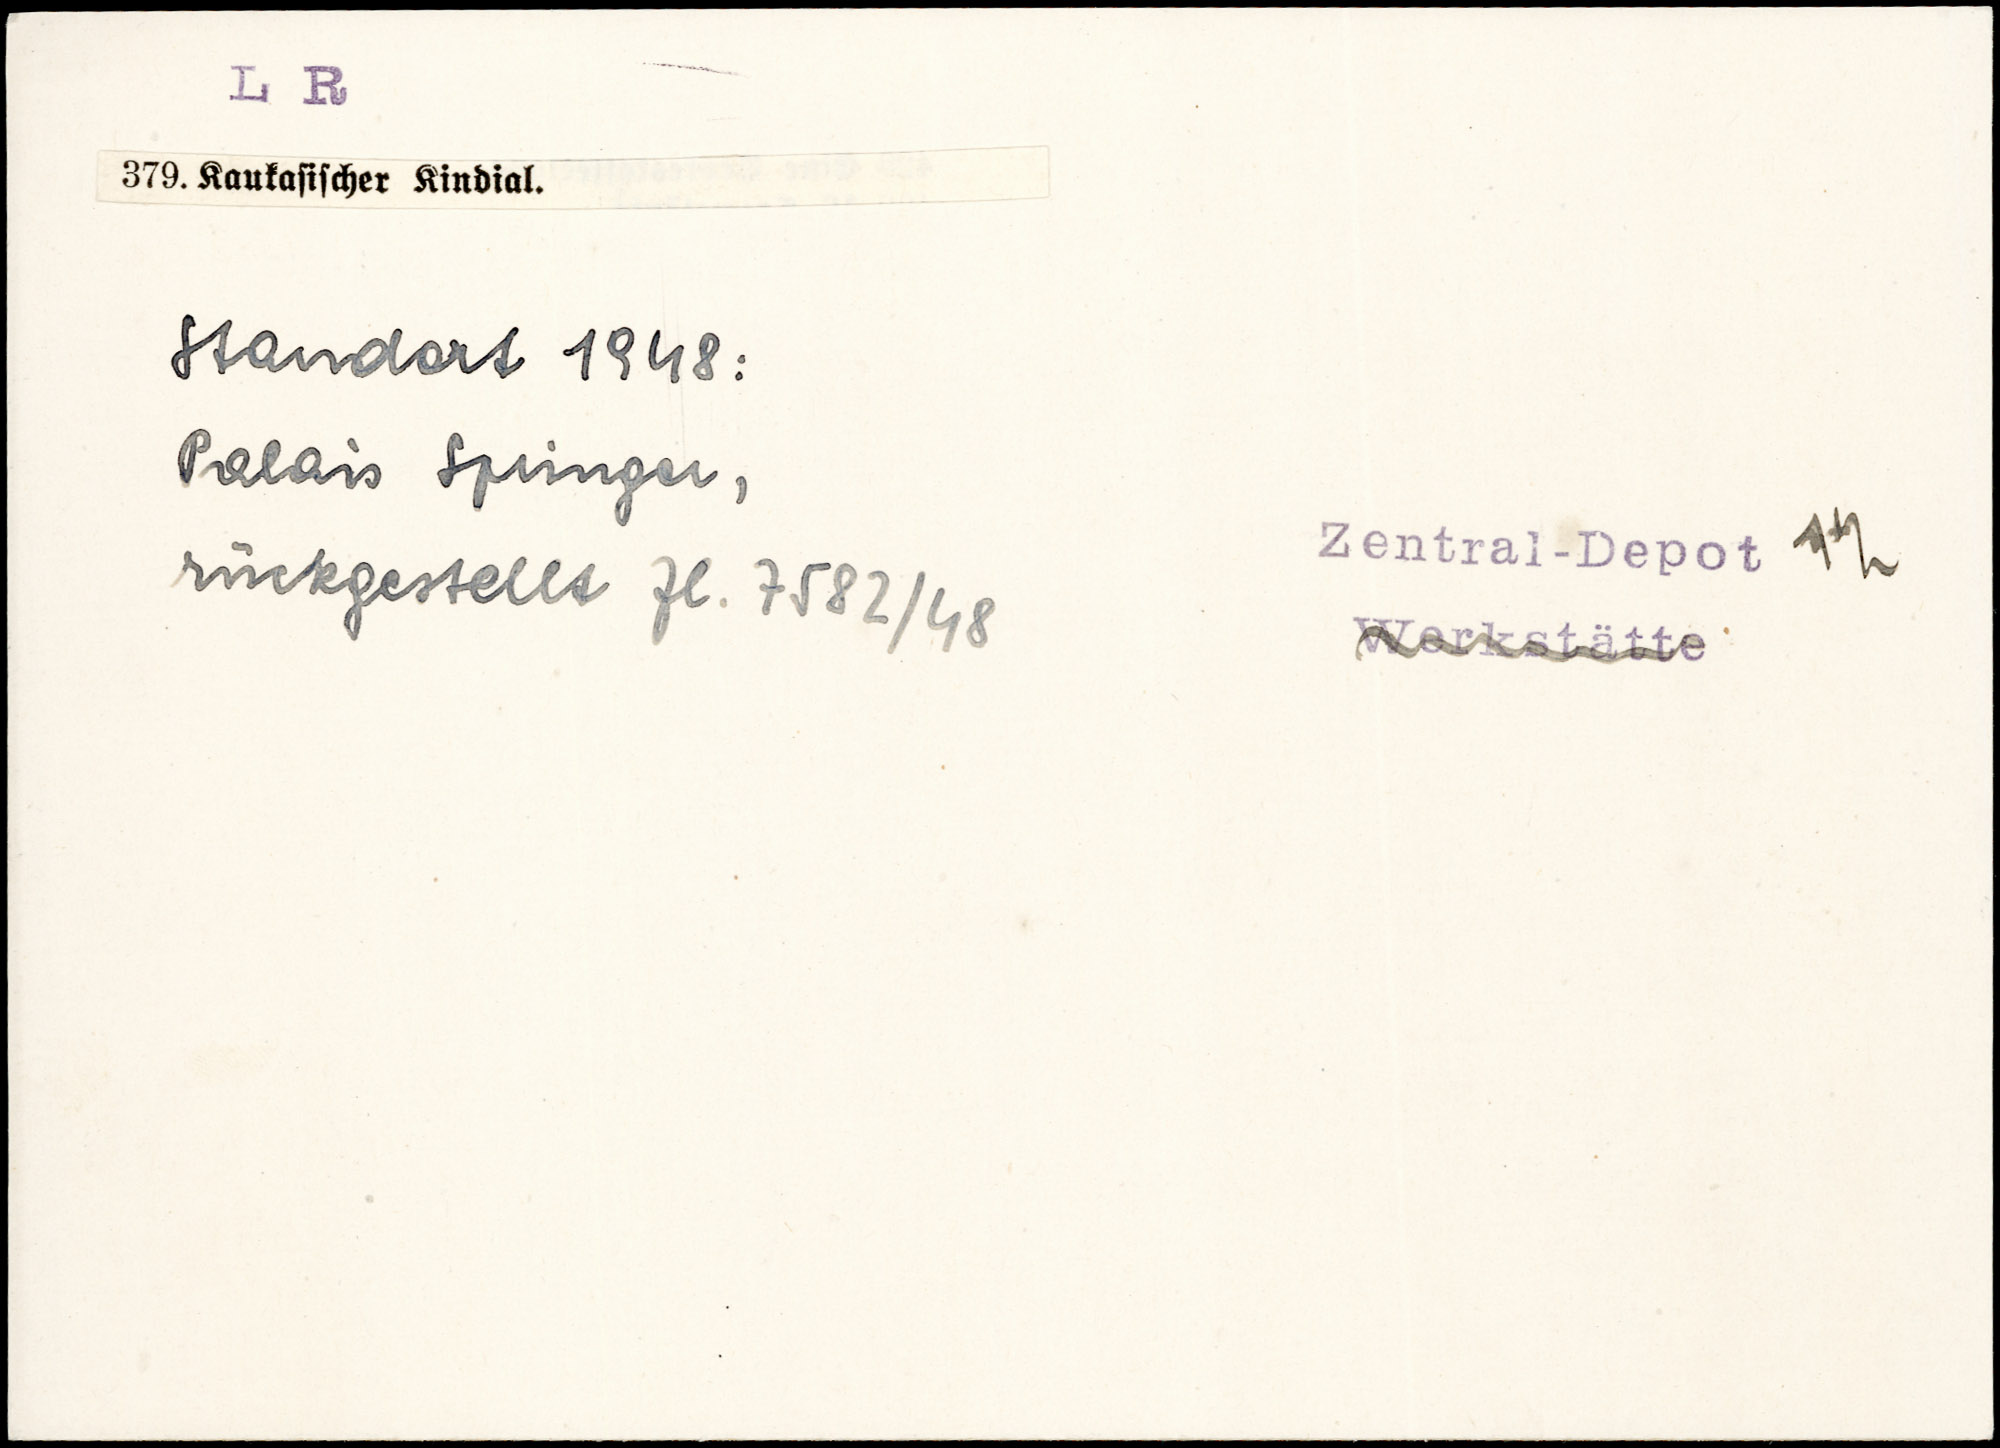 L R
379. Kaukasischer Kindial.
Standort 1948:
Palais Springer,
rückgestellt Zl. 7582/48
Zentral-Depot
Werkstätte